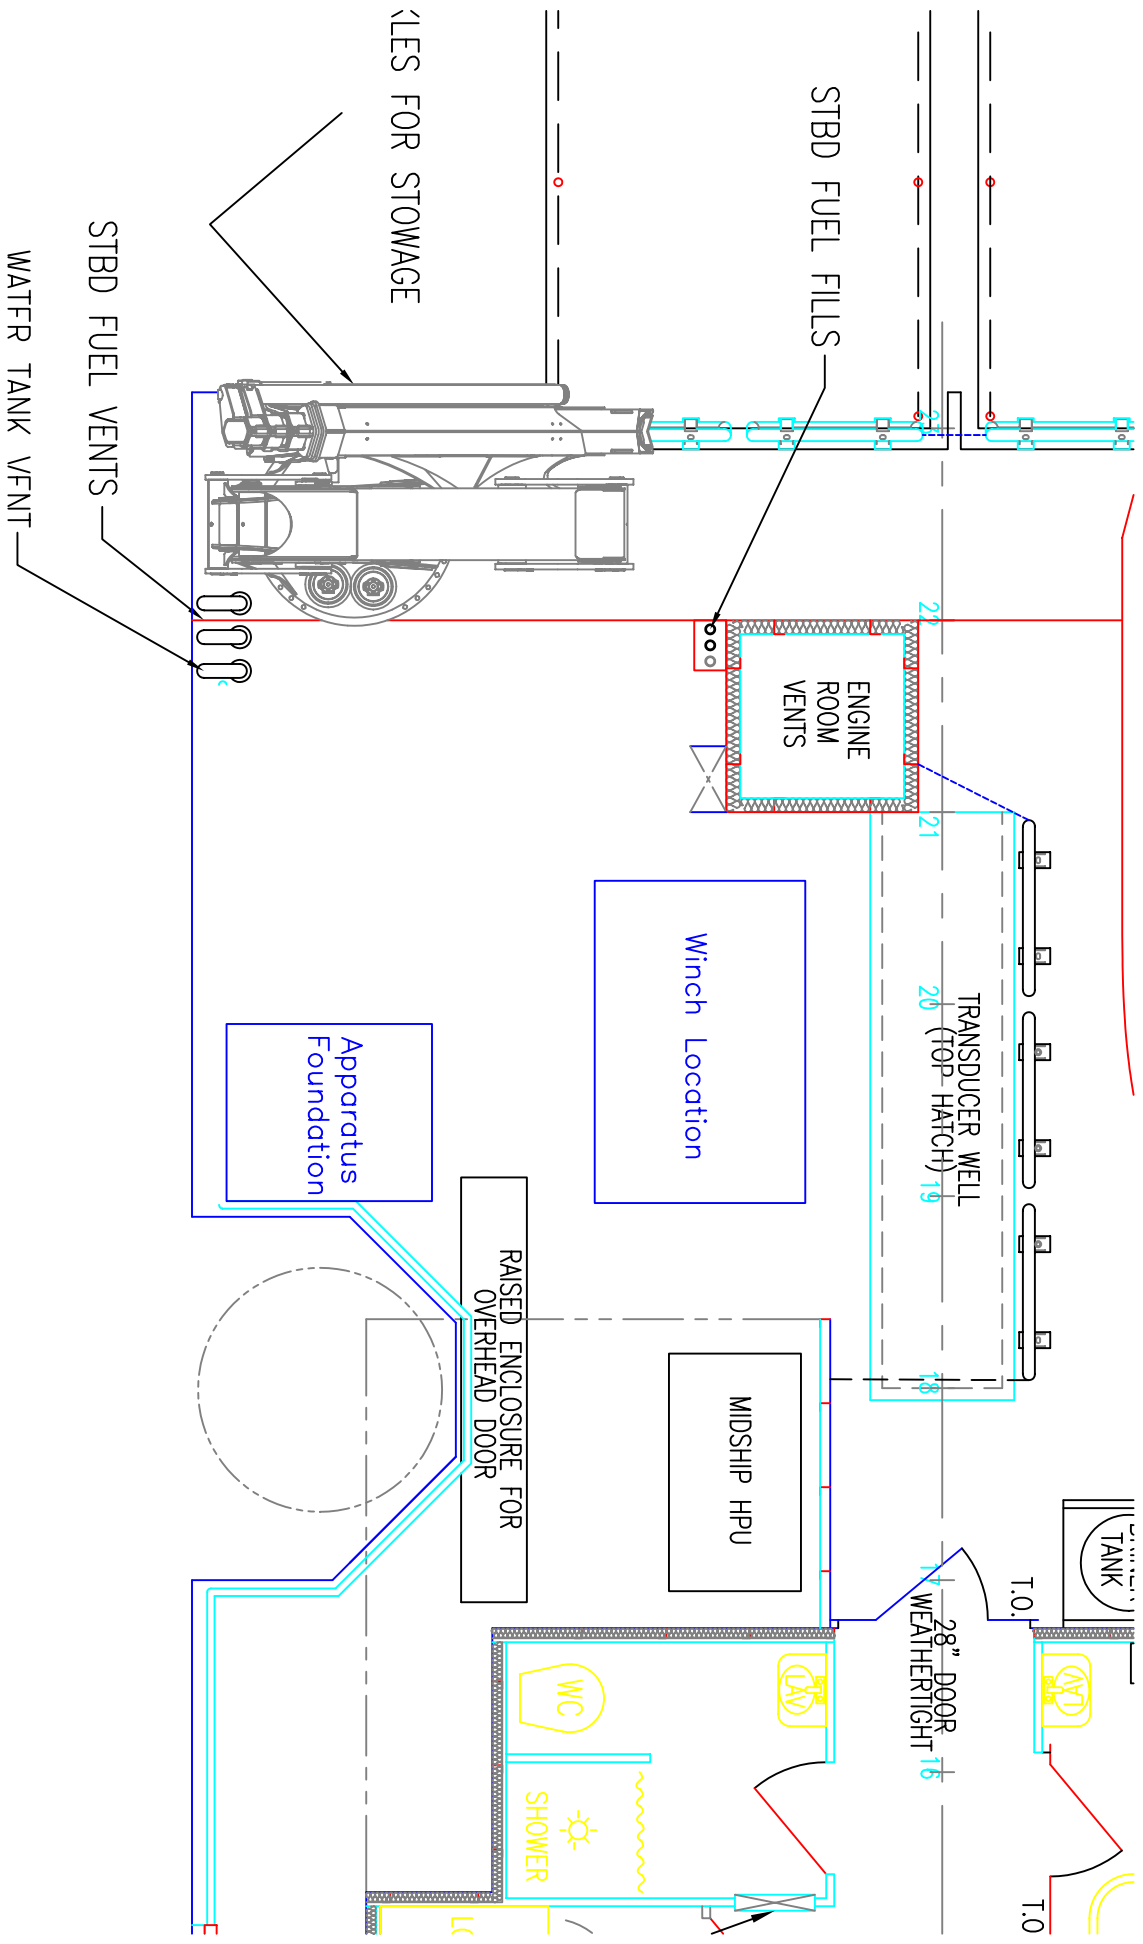 KLES FOR STOWAGE
STBD FUEL FILLS
STBD FUEL VENTS
WATER TANK VENT
23
22
ENGINE
ROOM
VENTS
21
Winch Location
20
TRANSDUCER WELL
(TOP HATCH)
19
Apparatus
Foundation
RAISED ENCLOSURE FOR
OVERHEAD DOOR
18
MIDSHIP HPU
TANK
17
T.O.
28" DOOR
WEATHERTIGHT
16
WC
LAV
LAV
SHOWER
T.O